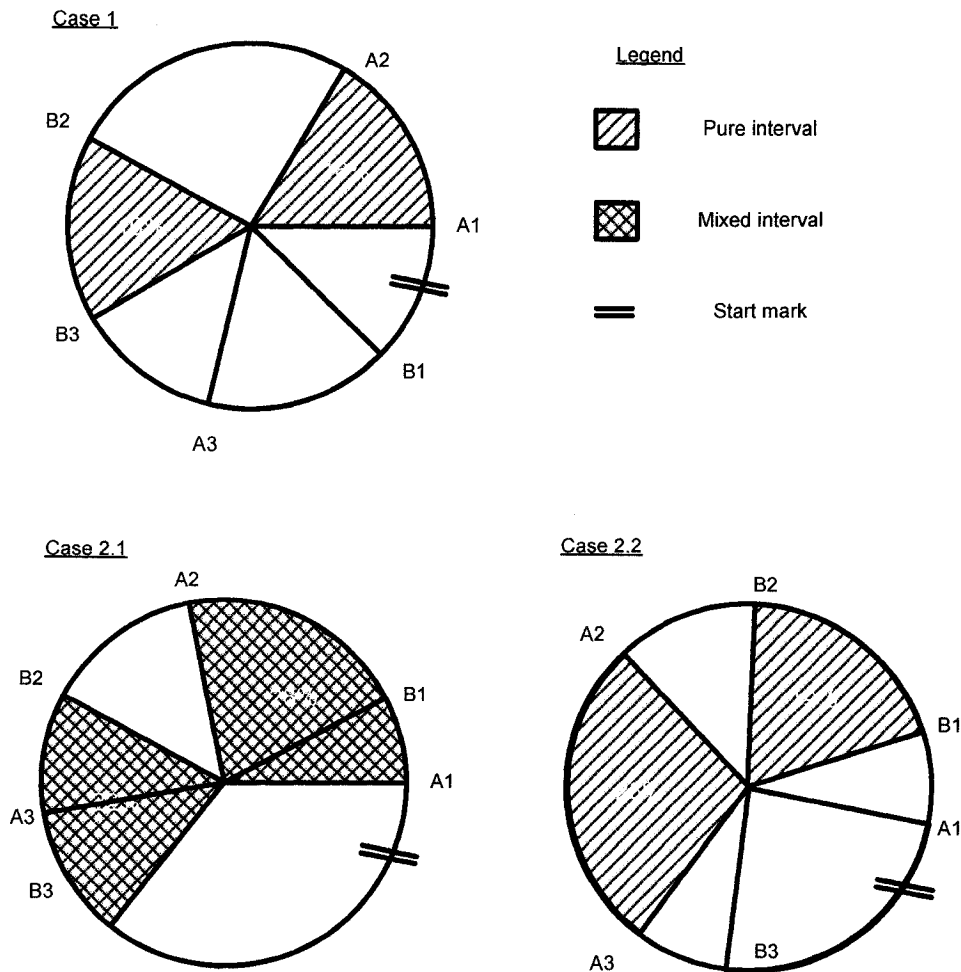 Case 1
A2
Legend
B2
Pure interval
A1
Mixed interval
Start mark
B3
B1
A3
Case 2.1
Case 2.2
A2
B2
A2
B2
B1
B1
A1
A3
A1
B3
A3
B3